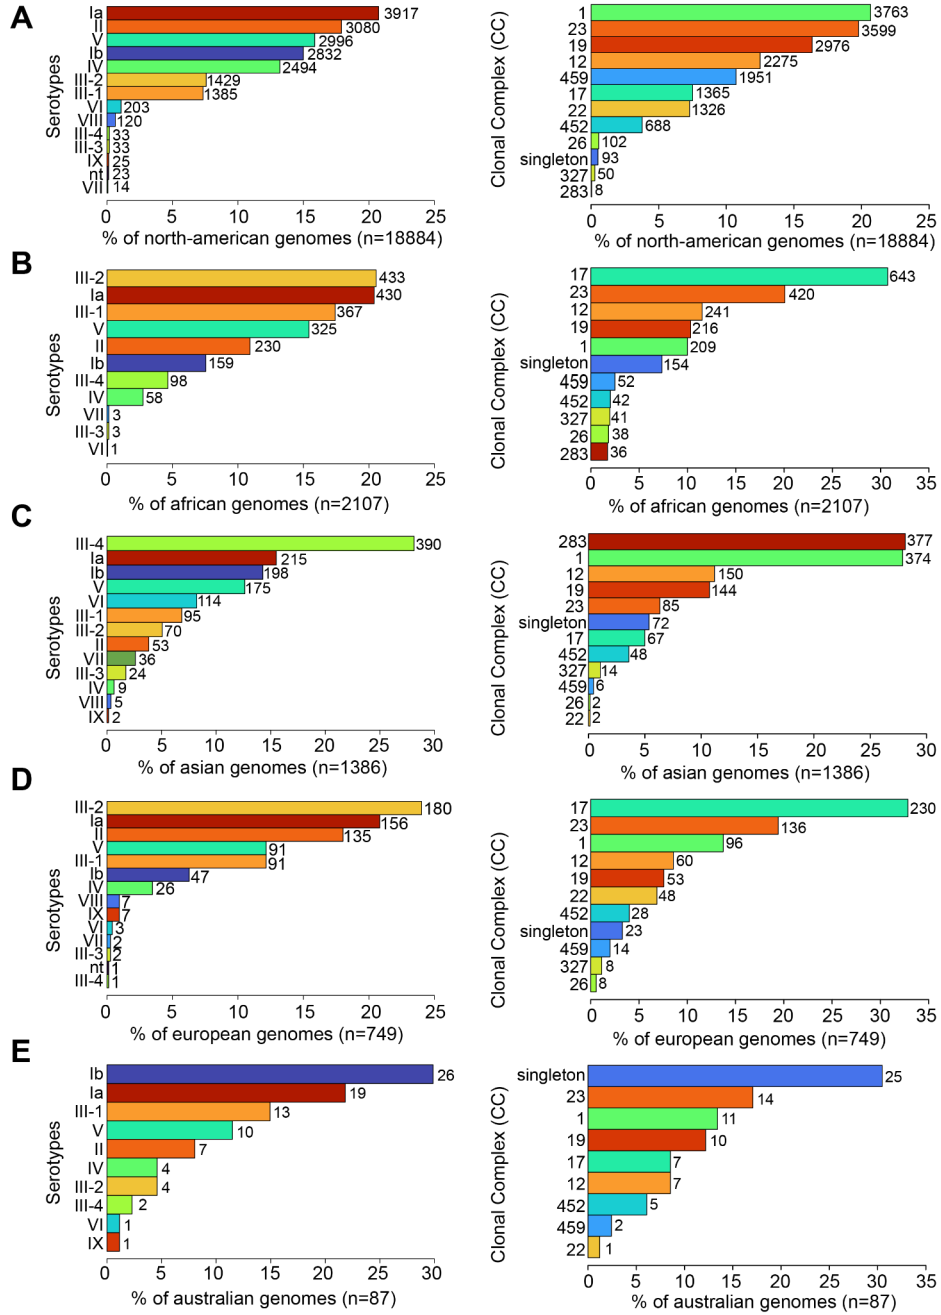 A
Serotypes
Ia 3917
II 3080
V 2996
Ib 2832
IV 2494
III-2 1429
III-1 1385
VI 203
VIII 120
III-4 33
III-3 33
IX 25
nt 23
VII 14
0 5 10 15 20 25
% of north-american genomes (n=18884)
Clonal Complex (CC)
1 3763
23 3599
19 2976
12 2275
459 1951
17 1365
22 1326
452 688
26 102
singleton 93
327 50
283 8
0 5 10 15 20 25
% of north-american genomes (n=18884)
B
Serotypes
III-2 433
Ia 430
III-1 367
V 325
II 230
Ib 159
III-4 98
IV 58
VII 3
III-3 3
VI 1
0 5 10 15 20 25
% of african genomes (n=2107)
Clonal Complex (CC)
17 643
23 420
12 241
19 216
1 209
singleton 154
459 52
452 42
327 41
26 38
283 36
0 5 10 15 20 25 30 35
% of african genomes (n=2107)
C
Serotypes
III-4 390
Ia 215
Ib 198
V 175
VI 114
III-1 95
III-2 70
II 53
VII 36
III-3 24
IV 9
VIII 5
IX 2
0 5 10 15 20 25 30
% of asian genomes (n=1386)
Clonal Complex (CC)
283 377
1 374
12 150
19 144
23 85
singleton 72
17 67
452 48
327 14
459 6
26 2
22 2
0 5 10 15 20 25 30
% of asian genomes (n=1386)
D
Serotypes
III-2 180
Ia 156
II 135
V 91
III-1 91
Ib 47
IV 26
VIII 7
IX 7
VI 3
VII 2
III-3 2
nt 1
III-4 1
0 5 10 15 20 25
% of european genomes (n=749)
Clonal Complex (CC)
17 230
23 136
1 96
12 60
19 53
22 48
452 28
singleton 23
459 14
327 8
26 8
0 5 10 15 20 25 30 35
% of european genomes (n=749)
E
Serotypes
Ib 26
Ia 19
III-1 13
V 10
II 7
IV 4
III-2 4
III-4 2
VI 1
IX 1
0 5 10 15 20 25 30
% of australian genomes (n=87)
Clonal Complex (CC)
singleton 25
23 14
1 11
19 10
17 7
12 7
452 5
459 2
22 1
0 5 10 15 20 25 30 35
% of australian genomes (n=87)